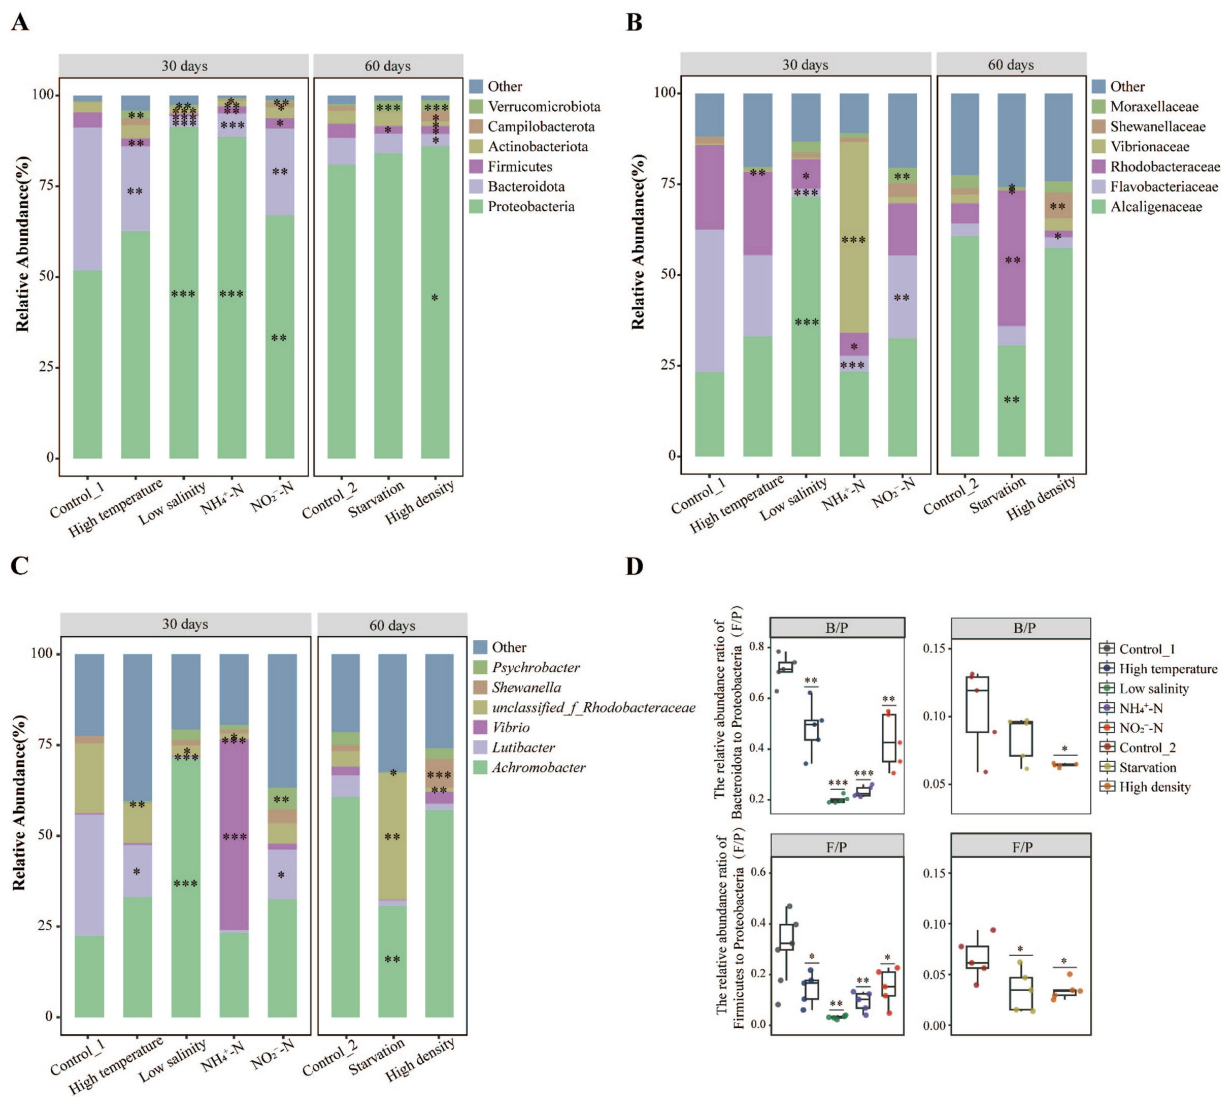 A
30 days
60 days
Relative Abundance(%)
100
75
50
25
0
*** ** *** ** ** *** *** *** *** *** ** ** * ** ** * ** * *** * *** * * * * *
Control_1
High temperature
Low salinity
NH₄⁺-N
NO₂⁻-N
Control_2
Starvation
High density
Other
Verrucomicrobiota
Campilobacterota
Actinobacteriota
Firmicutes
Bacteroidota
Proteobacteria
B
30 days
60 days
Relative Abundance(%)
100
75
50
25
0
** * *** *** *** * *** ** ** * * ** ** ** *
Control_1
High temperature
Low salinity
NH₄⁺-N
NO₂⁻-N
Control_2
Starvation
High density
Other
Moraxellaceae
Shewanellaceae
Vibrionaceae
Rhodobacteraceae
Flavobacteriaceae
Alcaligenaceae
C
30 days
60 days
Relative Abundance(%)
100
75
50
25
0
** * * *** *** * *** *** ** * * ** ** *** **
Control_1
High temperature
Low salinity
NH₄⁺-N
NO₂⁻-N
Control_2
Starvation
High density
Other
Psychrobacter
Shewanella
unclassified_f_Rhodobacteraceae
Vibrio
Lutibacter
Achromobacter
D
The relative abundance ratio of
Bacteroidota to Proteobacteria (F/P)
B/P
0.8
0.6
0.4
0.2
** *** *** **
B/P
0.15
0.10
0.05
*
The relative abundance ratio of
Firmicutes to Proteobacteria (F/P)
F/P
0.6
0.4
0.2
0.0
* ** ** *
F/P
0.15
0.10
0.05
0.00
* *
Control_1
High temperature
Low salinity
NH₄⁺-N
NO₂⁻-N
Control_2
Starvation
High density